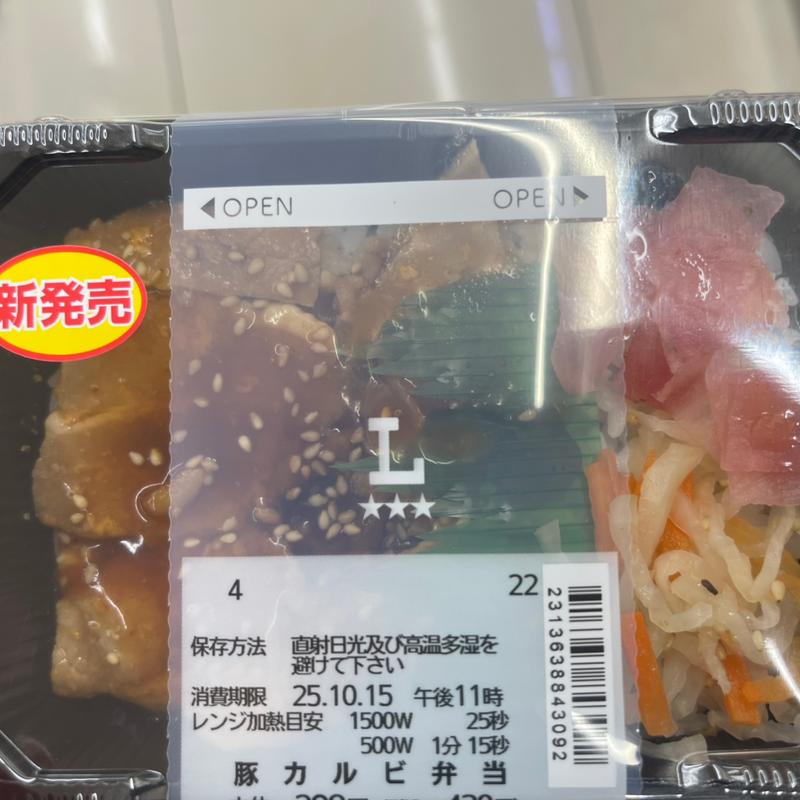 ◀OPEN OPEN▶
新発売
L
★★★
4 22
保存方法 直射日光及び高温多湿を
避けて下さい
消費期限 25.10.15 午後11時
レンジ加熱目安 1500W 25秒
500W 1分15秒
豚カルビ弁当
2313638843092